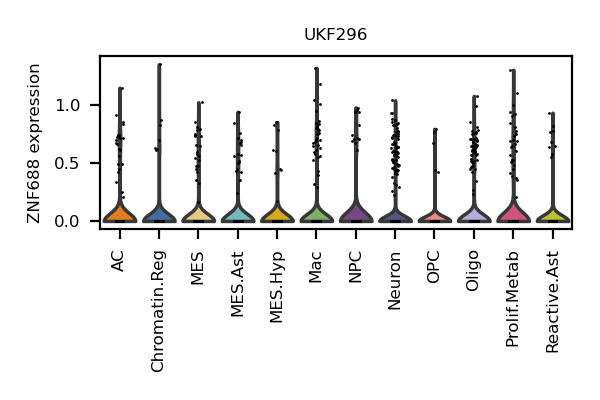 UKF296
ZNF688 expression
1.0
0.5
0.0
AC
Chromatin.Reg
MES
MES.Ast
MES.Hyp
Mac
NPC
Neuron
OPC
Oligo
Prolif.Metab
Reactive.Ast